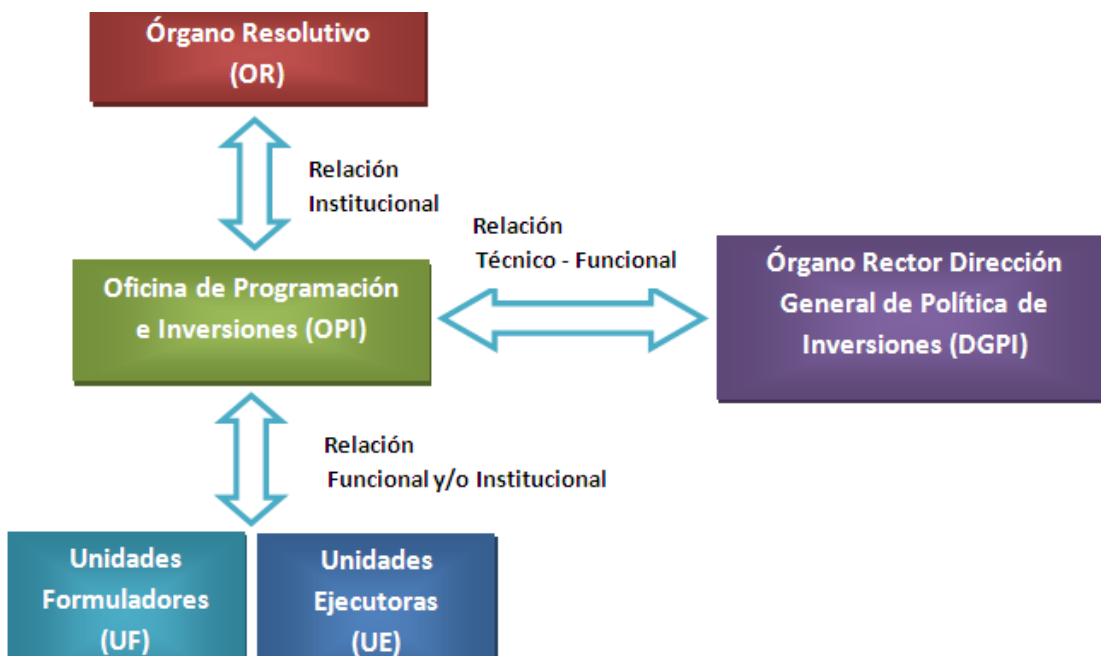 Órgano Resolutivo
(OR)
Relación
Institucional
Relación
Técnico - Funcional
Oficina de Programación
e Inversiones (OPI)
Órgano Rector Dirección
General de Política de
Inversiones (DGPI)
Relación
Funcional y/o Institucional
Unidades
Formuladores
(UF)
Unidades
Ejecutoras
(UE)